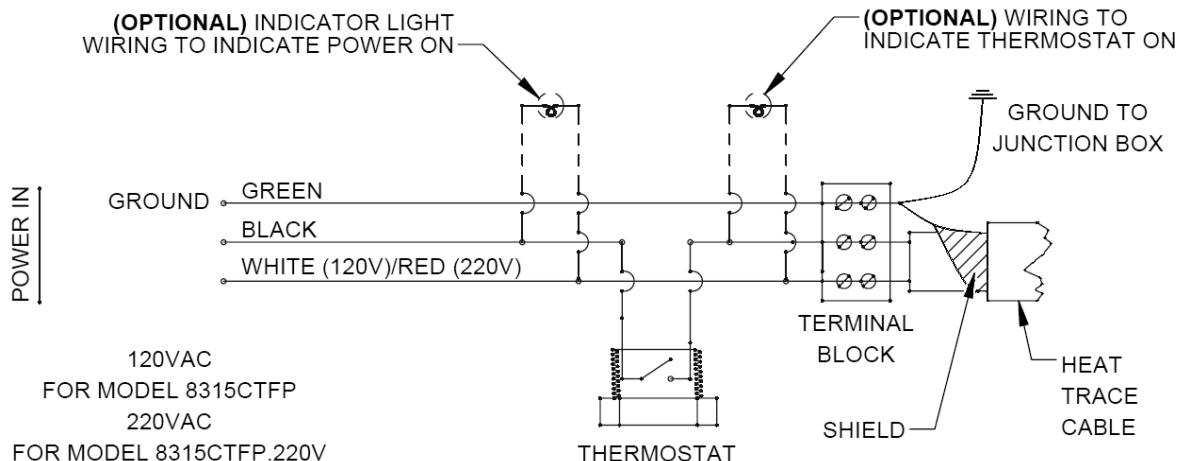 (OPTIONAL) INDICATOR LIGHT
WIRING TO INDICATE POWER ON
(OPTIONAL) WIRING TO
INDICATE THERMOSTAT ON
GROUND TO
JUNCTION BOX
POWER IN
GROUND
GREEN
BLACK
WHITE (120V)/RED (220V)
TERMINAL
BLOCK
120VAC
FOR MODEL 8315CTFP
220VAC
FOR MODEL 8315CTFP.220V
THERMOSTAT
SHIELD
HEAT
TRACE
CABLE